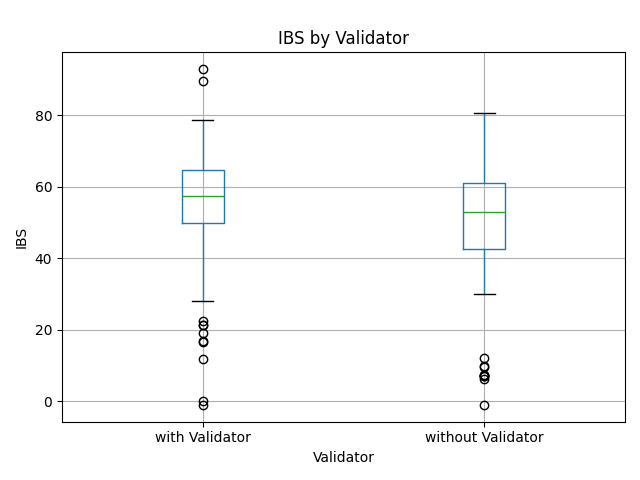 IBS by Validator
80
60
40
20
0
IBS
with Validator
without Validator
Validator